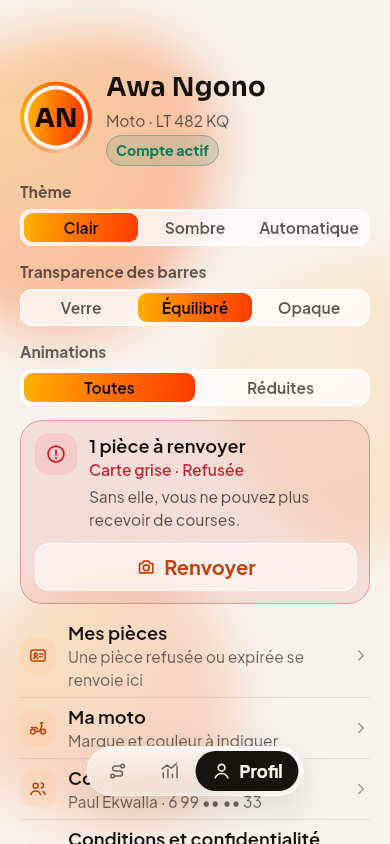 AN
Awa Ngono
Moto · LT 482 KQ
Compte actif
Thème
Clair Sombre Automatique
Transparence des barres
Verre Équilibré Opaque
Animations
Toutes Réduites
1 pièce à renvoyer
Carte grise · Refusée
Sans elle, vous ne pouvez plus
recevoir de courses.
Renvoyer
Mes pièces
Une pièce refusée ou expirée se
renvoie ici
Ma moto
Marque et couleur à indiquer
Profil
Paul Ekwalla · 6 99 •• •• 33
Conditions et confidentialité